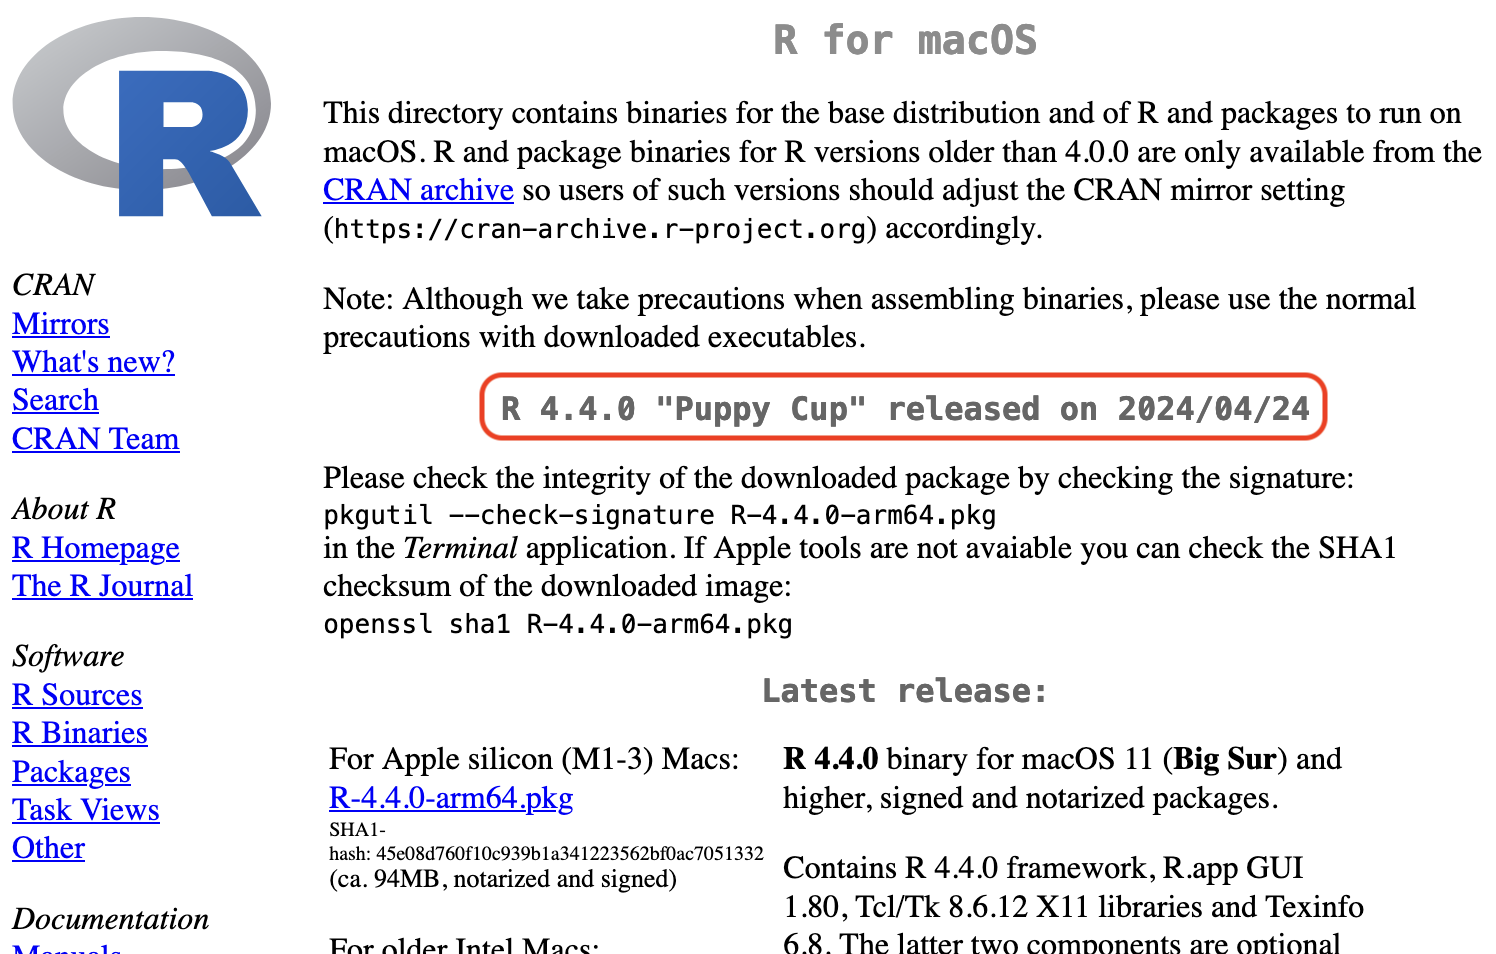 R
R for macOS
This directory contains binaries for the base distribution and of R and packages to run on
macOS. R and package binaries for R versions older than 4.0.0 are only available from the
CRAN archive so users of such versions should adjust the CRAN mirror setting
(https://cran-archive.r-project.org) accordingly.
Note: Although we take precautions when assembling binaries, please use the normal
precautions with downloaded executables.
R 4.4.0 "Puppy Cup" released on 2024/04/24
Please check the integrity of the downloaded package by checking the signature:
pkgutil --check-signature R-4.4.0-arm64.pkg
in the Terminal application. If Apple tools are not avaiable you can check the SHA1
checksum of the downloaded image:
openssl sha1 R-4.4.0-arm64.pkg
Latest release:
For Apple silicon (M1-3) Macs:
R-4.4.0-arm64.pkg
SHA1-
hash: 45e08d760f10c939b1a341223562bf0ac7051332
(ca. 94MB, notarized and signed)
For older Intel Macs:
R 4.4.0 binary for macOS 11 (Big Sur) and
higher, signed and notarized packages.
Contains R 4.4.0 framework, R.app GUI
1.80, Tcl/Tk 8.6.12 X11 libraries and Texinfo
6.8. The latter two components are optional
CRAN
Mirrors
What's new?
Search
CRAN Team
About R
R Homepage
The R Journal
Software
R Sources
R Binaries
Packages
Task Views
Other
Documentation
Manuals